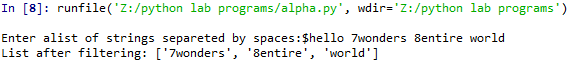 In [8]: runfile('Z:/python lab programs/alpha.py', wdir='Z:/python lab programs')
Enter alist of strings separeted by spaces:$hello 7wonders 8entire world
List after filtering: ['7wonders', '8entire', 'world']